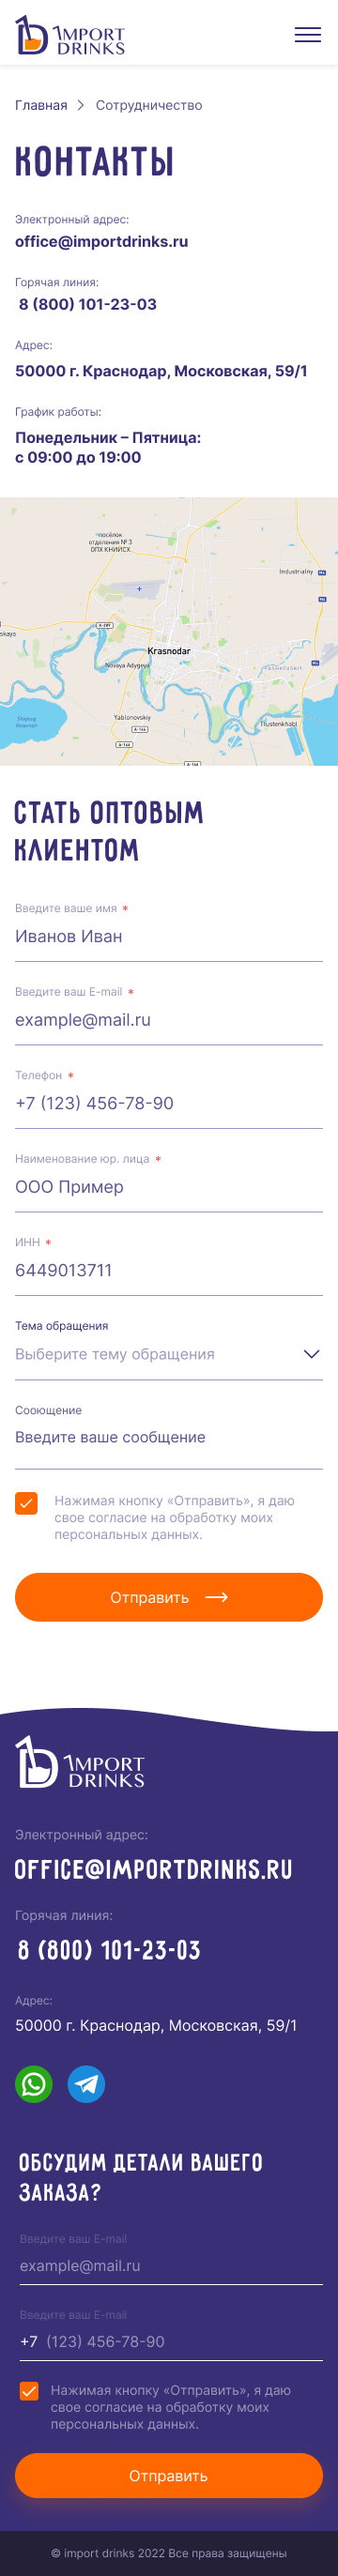 1MPORT
DRINKS
Главная > Сотрудничество
КОНТАКТЫ
Электронный адрес:
office@importdrinks.ru
Горячая линия:
8 (800) 101-23-03
Адрес:
50000 г. Краснодар, Московская, 59/1
График работы:
Понедельник – Пятница:
с 09:00 до 19:00
посёлок
отделения № 3
ОПХ КНИИСХ
Industrialny
Krasnodar
Novaya Adygeya
Yablonovskiy
Tlustenkhabl
СТАТЬ ОПТОВЫМ
КЛИЕНТОМ
Введите ваше имя *
Иванов Иван
Введите ваш E-mail *
example@mail.ru
Телефон *
+7 (123) 456-78-90
Наименование юр. лица *
ООО Пример
ИНН *
6449013711
Тема обращения
Выберите тему обращения
Сооющение
Введите ваше сообщение
Нажимая кнопку «Отправить», я даю
свое согласие на обработку моих
персональных данных.
Отправить
1MPORT
DRINKS
Электронный адрес:
OFFICE@IMPORTDRINKS.RU
Горячая линия:
8 (800) 101-23-03
Адрес:
50000 г. Краснодар, Московская, 59/1
ОБСУДИМ ДЕТАЛИ ВАШЕГО
ЗАКАЗА?
Введите ваш E-mail
example@mail.ru
Введите ваш E-mail
+7 (123) 456-78-90
Нажимая кнопку «Отправить», я даю
свое согласие на обработку моих
персональных данных.
Отправить
© import drinks 2022 Все права защищены